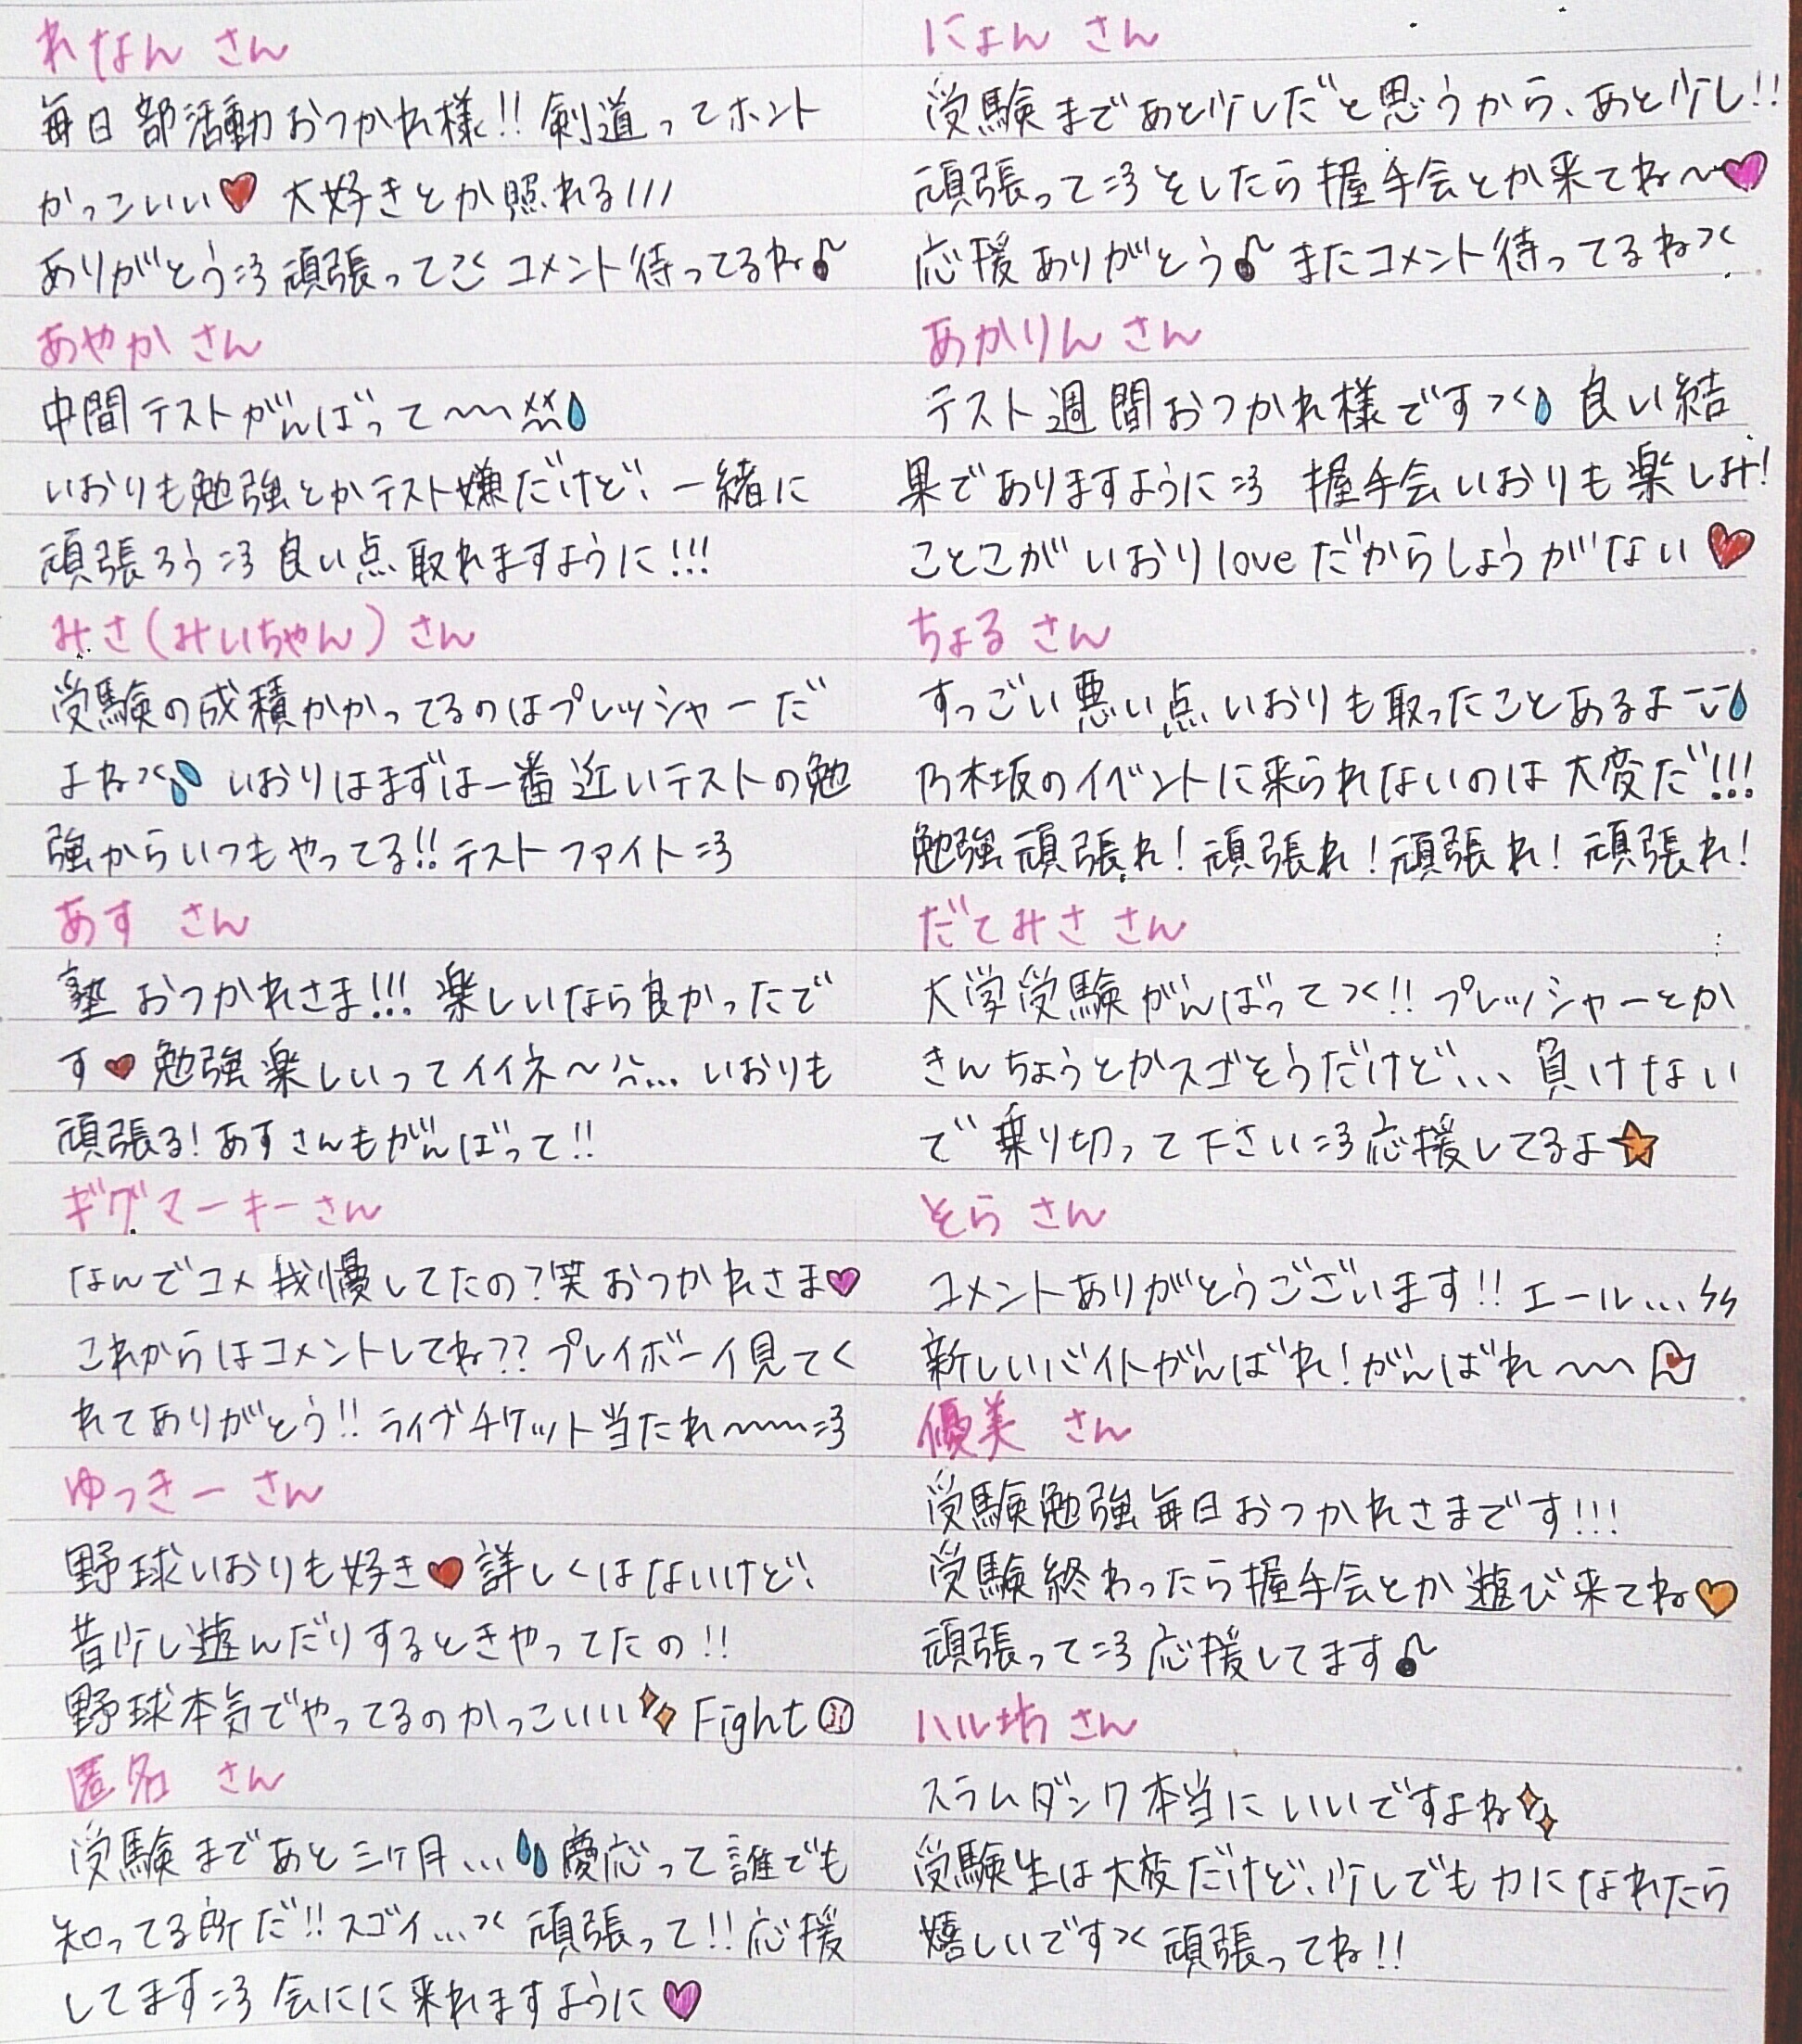 れなん さん
毎日部活動おつかれ様!! 剣道ってホント
かっこいい♥ 大好きとか照れる///
ありがとう=3 頑張って>< コメント待ってるね♪
あやか さん
中間テストがんばって〜〜
いおりも勉強とかテスト嫌だけど、一緒に
頑張ろう=3 良い点取れますように!!!
みさ(みいちゃん)さん
受験の成積かかってるのはプレッシャーだ
よね>< いおりはまずは一番近いテストの勉
強からいつもやってる!! テストファイト=3
あす さん
塾おつかれさま!!! 楽しいなら良かったで
す♥ 勉強楽しいってイイネ〜^^... いおりも
頑張る! あすさんもがんばって!!
ギグマーキーさん
なんでコメ我慢してたの?笑 おつかれさま♥
これからはコメントしてね?? プレイボーイ見てく
れてありがとう!! ライブチケット当たれ〜〜〜=3
ゆっきー さん
野球いおりも好き♥ 詳しくはないけど、
昔少し遊んだりするときやってたの!!
野球本気でやってるのかっこいい Fight
匿名 さん
受験まであと三ヶ月... 慶応って誰でも
知ってる所だ!! スゴイ...>< 頑張って!! 応援
してます=3 会にに来れますように♥
にょん さん
受験まであと少しだと思うから、あと少し!!
頑張って=3 そしたら握手会とか来てね〜♥
応援ありがとう♪ またコメント待ってるね><
あかりん さん
テスト週間おつかれ様です>< 良い結
果でありますように=3 握手会いおりも楽しみ!
ことこがいおりloveだからしょうがない♥
ちょる さん
すっごい悪い点いおりも取ったことあるよ
乃木坂のイベントに来られないのは大変だ!!!
勉強頑張れ! 頑張れ! 頑張れ! 頑張れ!
だてみさ さん
大学受験がんばって><!! プレッシャーとか
きんちょうとかスゴそうだけど... 負けない
で乗り切って下さい=3 応援してるよ★
そら さん
コメントありがとうございます!! エール...
新しいバイトがんばれ! がんばれ〜〜
優美 さん
受験勉強毎日おつかれさまです!!!
受験終わったら握手会とか遊び来てね♥
頑張って=3 応援してます♪
ハル坊 さん
スラムダンク本当にいいですよね
受験生は大変だけど、少しでも力になれたら
嬉しいです>< 頑張ってね!!